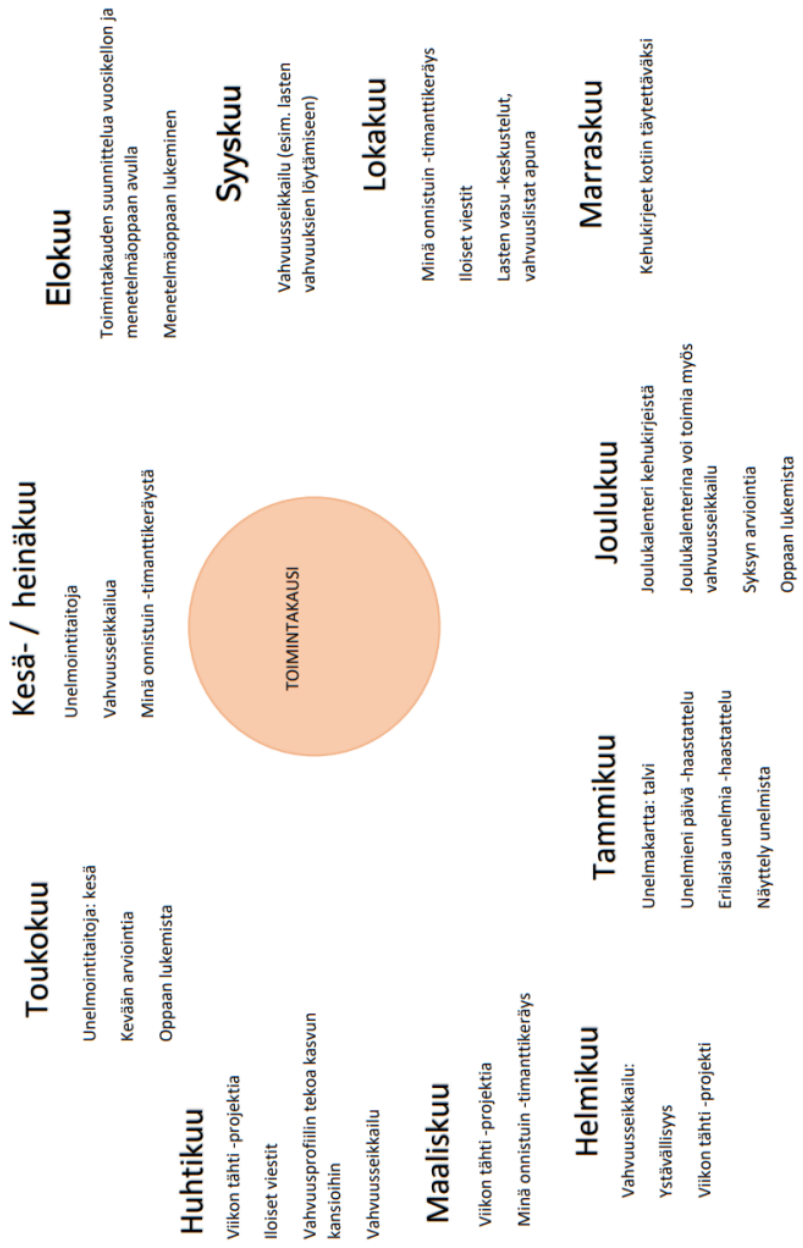 Elokuu
Toimintakauden suunnittelua vuosikellon ja
menetelmäoppaan avulla
Menetelmäoppaan lukeminen
Syyskuu
Vahvuusseikkailu (esim. lasten
vahvuuksien löytämiseen)
Lokakuu
Minä onnistuin -timanttikeräys
Iloiset viestit
Lasten vasu -keskustelut,
vahvuuslistat apuna
Marraskuu
Kehukirjeet kotiin täytettäväksi
Joulukuu
Joulukalenteri kehukirjeistä
Joulukalenterina voi toimia myös
vahvuusseikkailu
Syksyn arviointia
Oppaan lukemista
Tammikuu
Unelmakartta: talvi
Unelmieni päivä -haastattelu
Erilaisia unelmia -haastattelu
Näyttely unelmista
Helmikuu
Vahvuusseikkailu:
Ystävällisyys
Viikon tähti -projekti
Maaliskuu
Viikon tähti -projektia
Minä onnistuin -timanttikeräys
Huhtikuu
Viikon tähti -projektia
Iloiset viestit
Vahvuusprofiilin tekoa kasvun
kansioihin
Vahvuusseikkailu
Toukokuu
Unelmointitaitoja: kesä
Kevään arviointia
Oppaan lukemista
Kesä- / heinäkuu
Unelmointitaitoja
Vahvuusseikkailua
Minä onnistuin -timanttikeräystä
TOIMINTAKAUSI